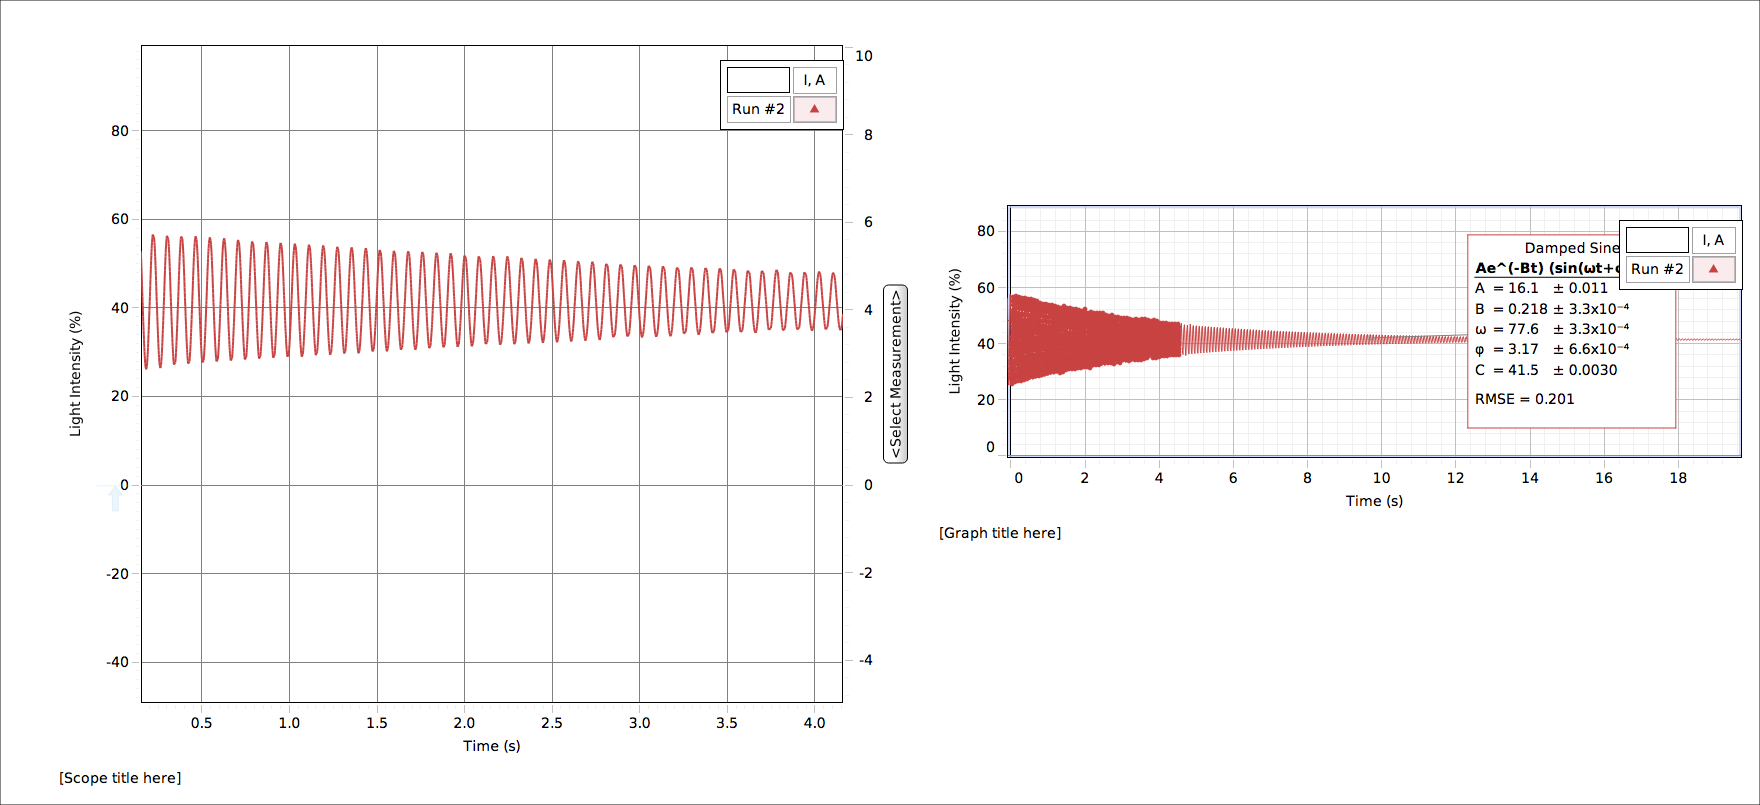 10
I, A
Run #2
8
80
60
6
40
4
20
2
0
0
-20
-2
-40
-4
Light Intensity (%)
<Select Measurement>
0.5 1.0 1.5 2.0 2.5 3.0 3.5 4.0
Time (s)
[Scope title here]
80
60
40
20
0
Light Intensity (%)
I, A
Run #2
Damped Sine
Ae^(-Bt) (sin(ωt+
A = 16.1 ± 0.011
B = 0.218 ± 3.3x10⁻⁴
ω = 77.6 ± 3.3x10⁻⁴
φ = 3.17 ± 6.6x10⁻⁴
C = 41.5 ± 0.0030
RMSE = 0.201
0 2 4 6 8 10 12 14 16 18
Time (s)
[Graph title here]